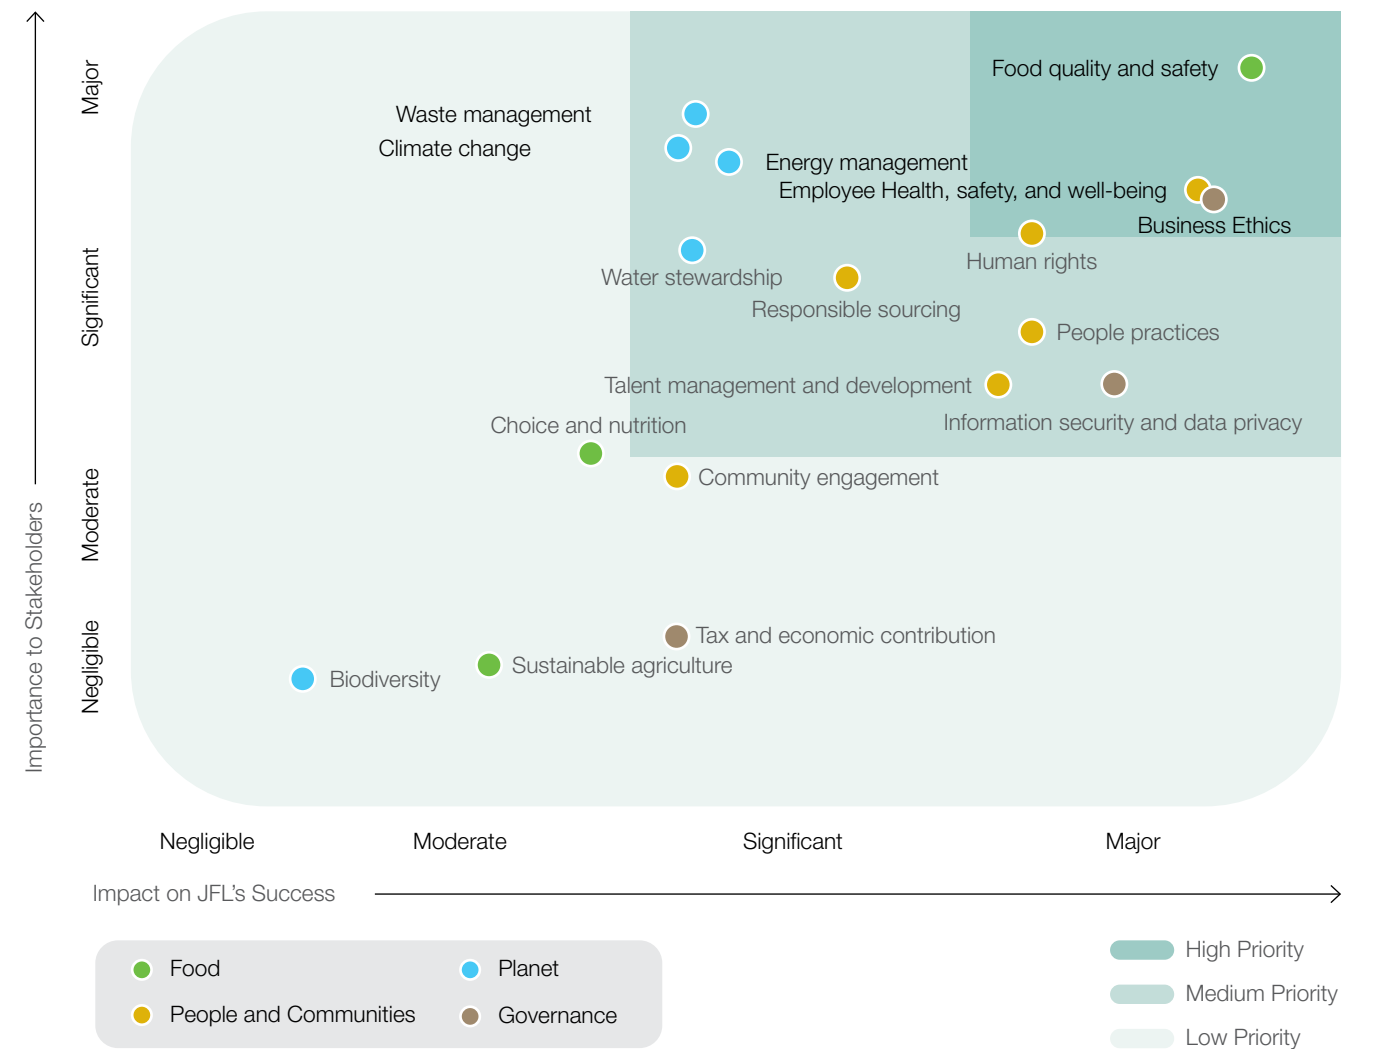 Major
Significant
Moderate
Negligible
Importance to Stakeholders
Food quality and safety
Waste management
Climate change
Energy management
Employee Health, safety, and well-being
Business Ethics
Human rights
Water stewardship
Responsible sourcing
People practices
Talent management and development
Information security and data privacy
Choice and nutrition
Community engagement
Tax and economic contribution
Sustainable agriculture
Biodiversity
Negligible
Moderate
Significant
Major
Impact on JFL's Success
Food
Planet
People and Communities
Governance
High Priority
Medium Priority
Low Priority